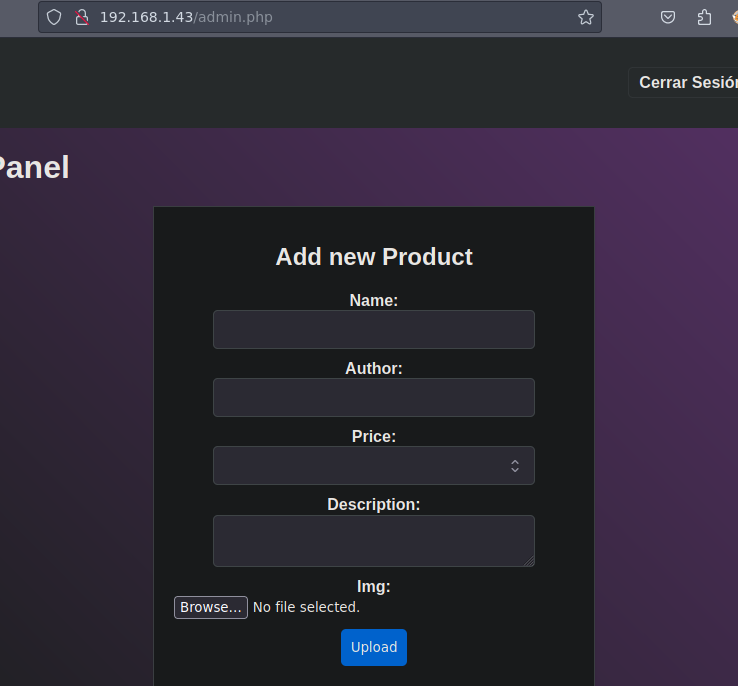 192.168.1.43/admin.php
Cerrar Sesión
Panel
Add new Product
Name:
Author:
Price:
Description:
Img:
Browse... No file selected.
Upload